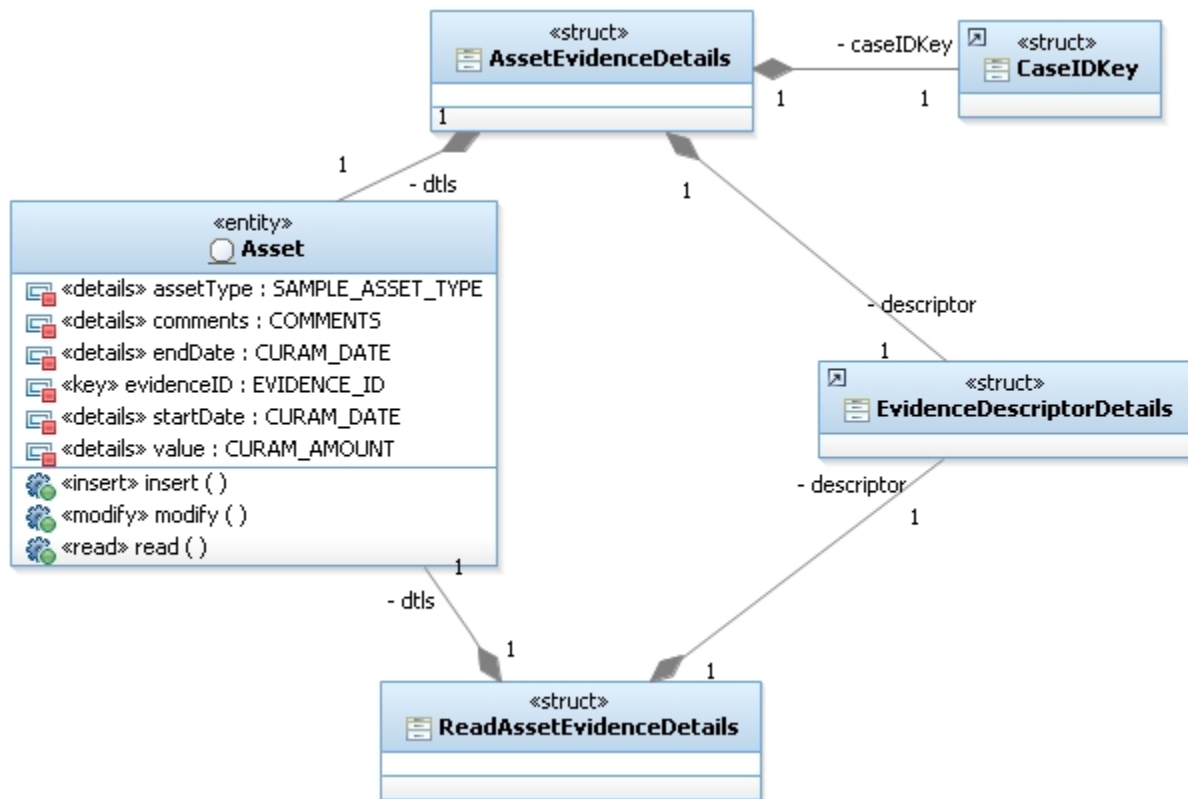 «struct»
AssetEvidenceDetails
- caseIDKey
«struct»
CaseIDKey
1
1
1
1
- dtls
1
«entity»
Asset
«details» assetType : SAMPLE_ASSET_TYPE
«details» comments : COMMENTS
«details» endDate : CURAM_DATE
«key» evidenceID : EVIDENCE_ID
«details» startDate : CURAM_DATE
«details» value : CURAM_AMOUNT
«insert» insert ( )
«modify» modify ( )
«read» read ( )
- descriptor
1
«struct»
EvidenceDescriptorDetails
- descriptor
1
1
- dtls
1
1
«struct»
ReadAssetEvidenceDetails